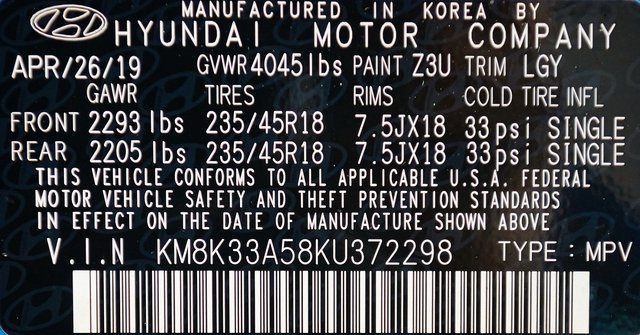 MANUFACTURED IN KOREA BY
HYUNDAI MOTOR COMPANY
APR/26/19 GVWR 4045lbs PAINT Z3U TRIM LGY
GAWR TIRES RIMS COLD TIRE INFL
FRONT 2293 lbs 235/45R18 7.5JX18 33psi SINGLE
REAR 2205 lbs 235/45R18 7.5JX18 33psi SINGLE
THIS VEHICLE CONFORMS TO ALL APPLICABLE U.S.A. FEDERAL
MOTOR VEHICLE SAFETY AND THEFT PREVENTION STANDARDS
IN EFFECT ON THE DATE OF MANUFACTURE SHOWN ABOVE
V.I.N KM8K33A58KU372298 TYPE : MPV